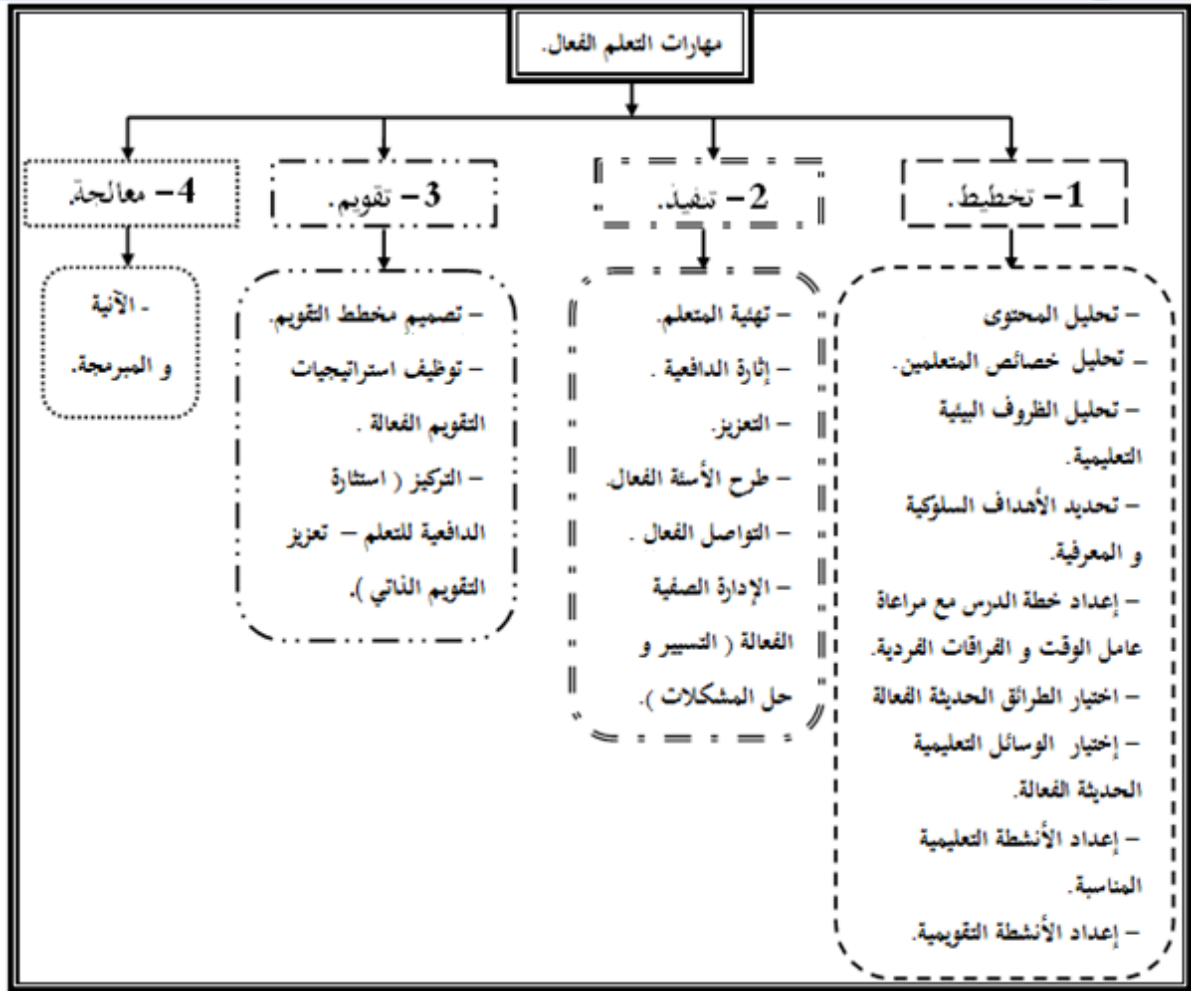 مهارات التعلم الفعال.
1- تخطيط.
2- تنفيذ.
3- تقويم.
4- معالجة.
- تحليل المحتوى
- تحليل خصائص المتعلمين.
- تحليل الظروف البيئية
التعليمية.
- تحديد الأهداف السلوكية
و المعرفية.
- إعداد خطة الدرس مع مراعاة
عامل الوقت و الفراقات الفردية.
- اختيار الطرائق الحديثة الفعالة
- إختيار الوسائل التعليمية
الحديثة الفعالة.
- إعداد الأنشطة التعليمية
المناسبة.
- إعداد الأنشطة التقويمية.
- تهئية المتعلم.
- إثارة الدافعية .
- التعزيز.
- طرح الأسئة الفعال.
- التواصل الفعال .
- الإدارة الصفية
الفعالة ( التسيير و
حل المشكلات ).
- تصميم مخطط التقويم.
- توظيف استراتيجيات
التقويم الفعالة .
- التركيز ( استثارة
الدافعية للتعلم – تعزيز
التقويم الذاتي ).
- الآنية
و المبرمجة.